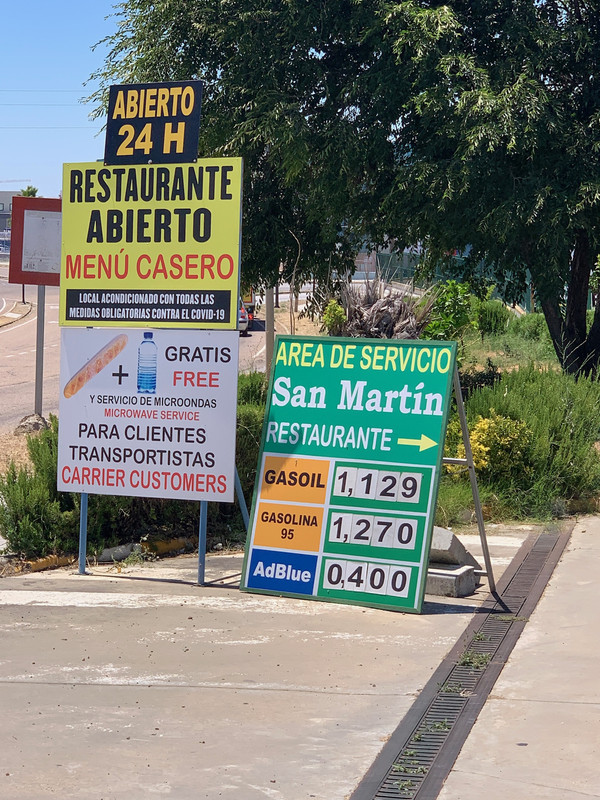 ABIERTO
24 H
RESTAURANTE
ABIERTO
MENÚ CASERO
LOCAL ACONDICIONADO CON TODAS LAS
MEDIDAS OBLIGATORIAS CONTRA EL COVID-19
+ GRATIS
FREE
Y SERVICIO DE MICROONDAS
MICROWAVE SERVICE
PARA CLIENTES
TRANSPORTISTAS
CARRIER CUSTOMERS
AREA DE SERVICIO
San Martín
RESTAURANTE
GASOIL 1,129
GASOLINA
95 1,270
AdBlue 0,400